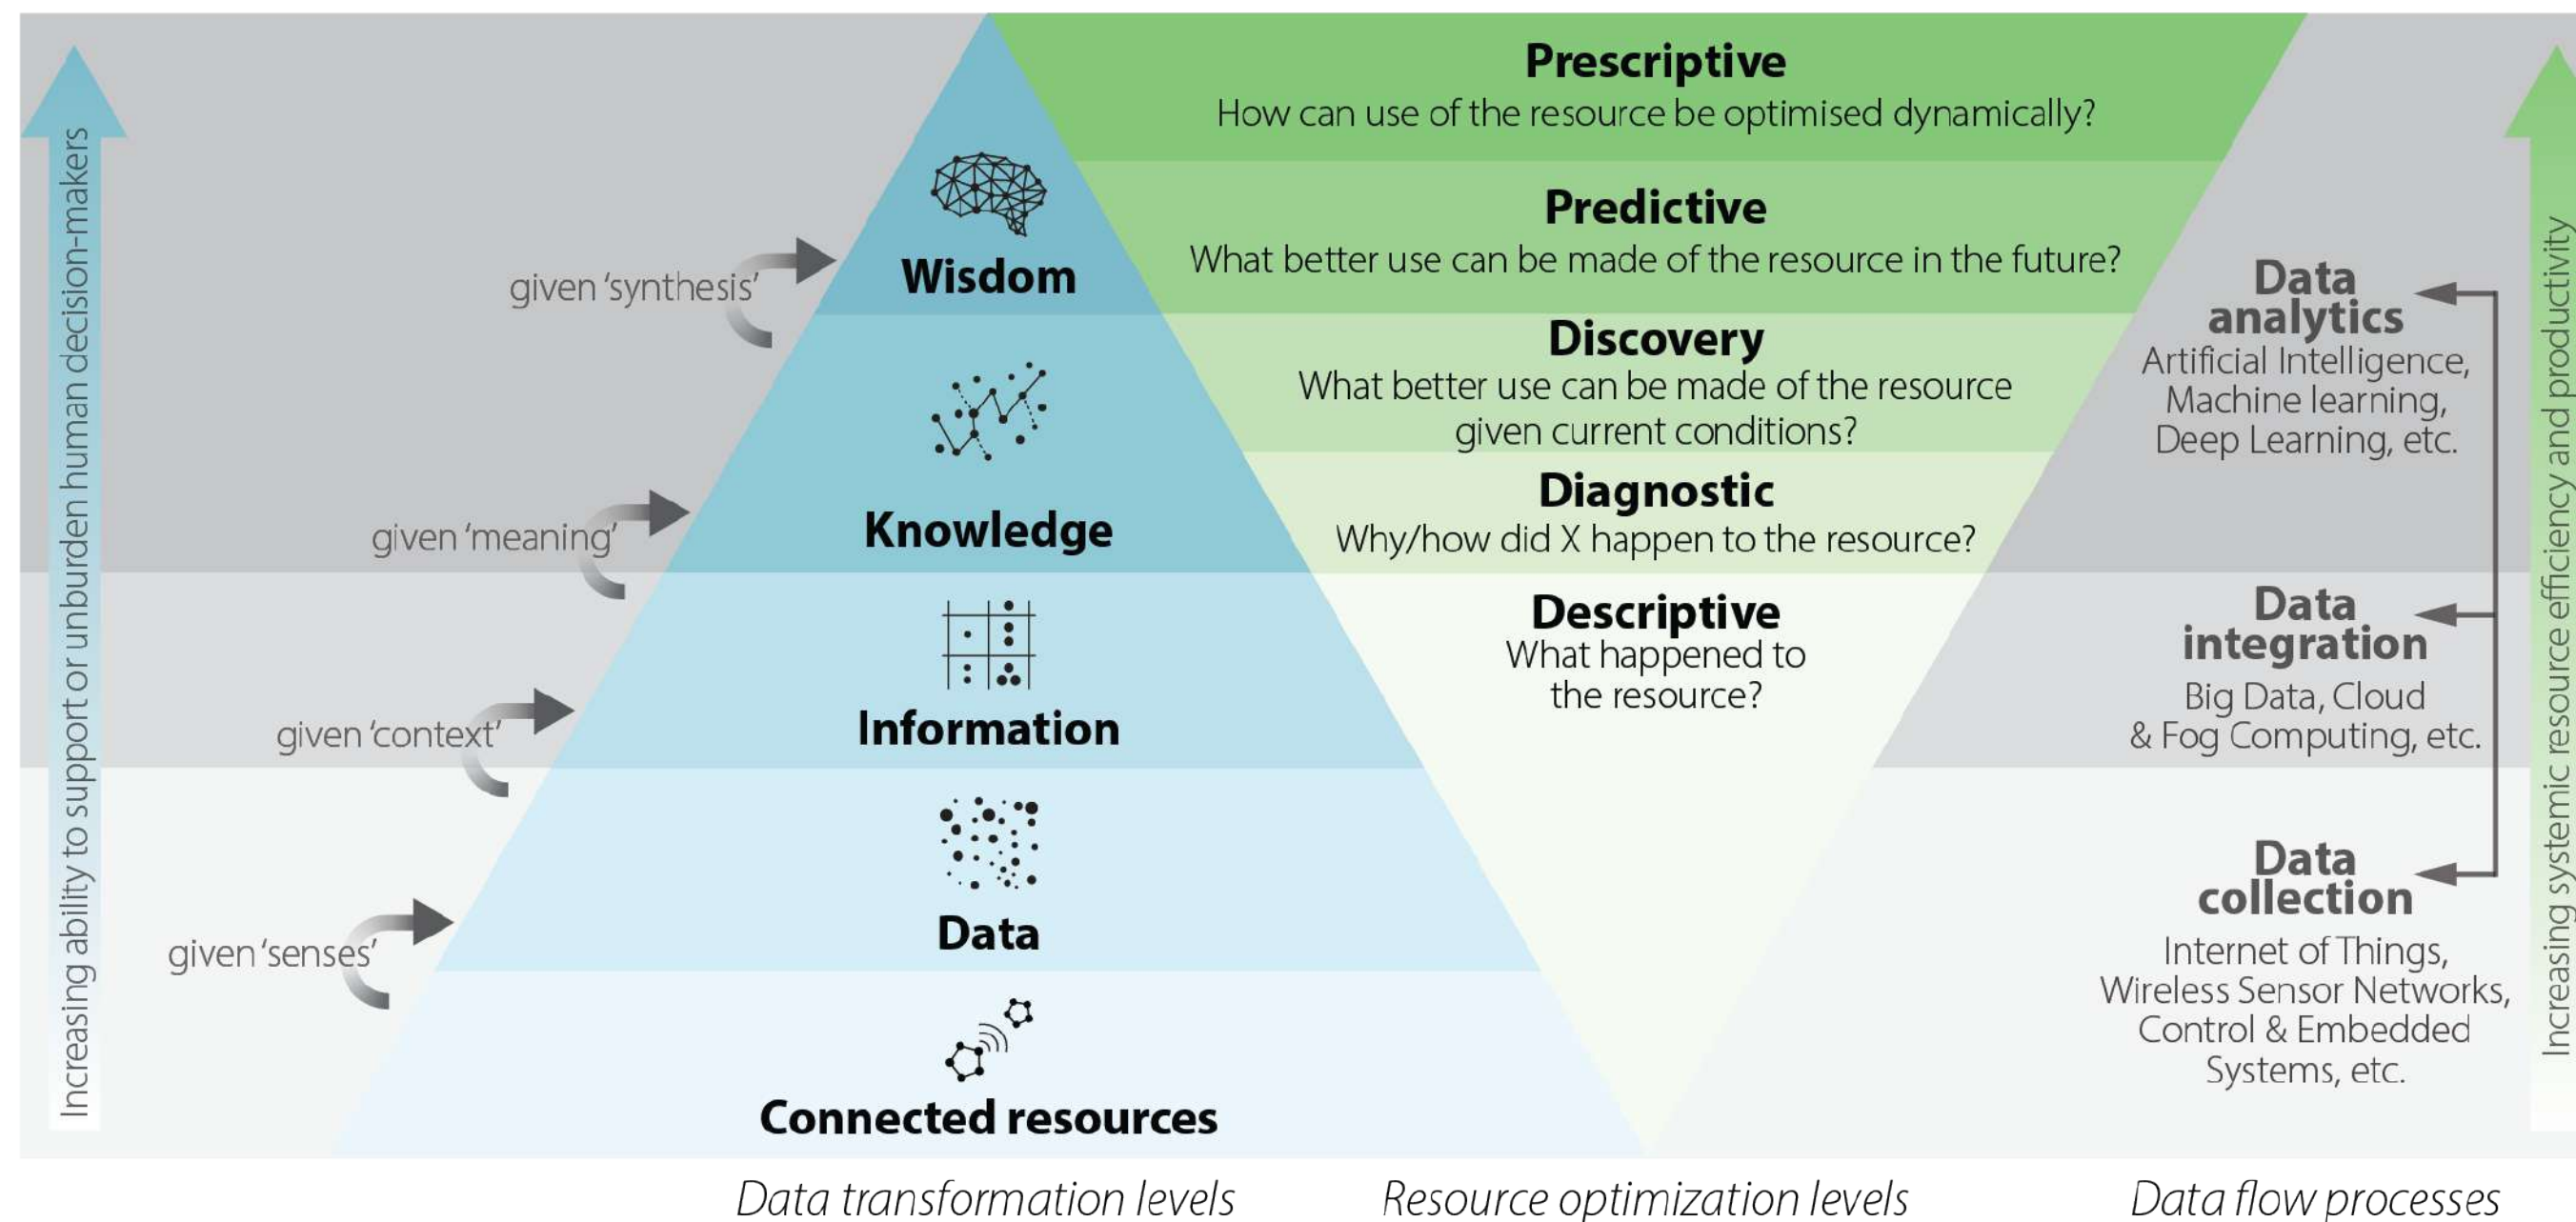 Increasing ability to support or unburden human decision-makers
given ‘synthesis’
given ‘meaning’
given ‘context’
given ‘senses’
Wisdom
Knowledge
Information
Data
Connected resources
Data transformation levels
Prescriptive
How can use of the resource be optimised dynamically?
Predictive
What better use can be made of the resource in the future?
Discovery
What better use can be made of the resource
given current conditions?
Diagnostic
Why/how did X happen to the resource?
Descriptive
What happened to
the resource?
Resource optimization levels
Data
analytics
Artificial Intelligence,
Machine learning,
Deep Learning, etc.
Data
integration
Big Data, Cloud
& Fog Computing, etc.
Data
collection
Internet of Things,
Wireless Sensor Networks,
Control & Embedded
Systems, etc.
Data flow processes
Increasing systemic resource efficiency and productivity